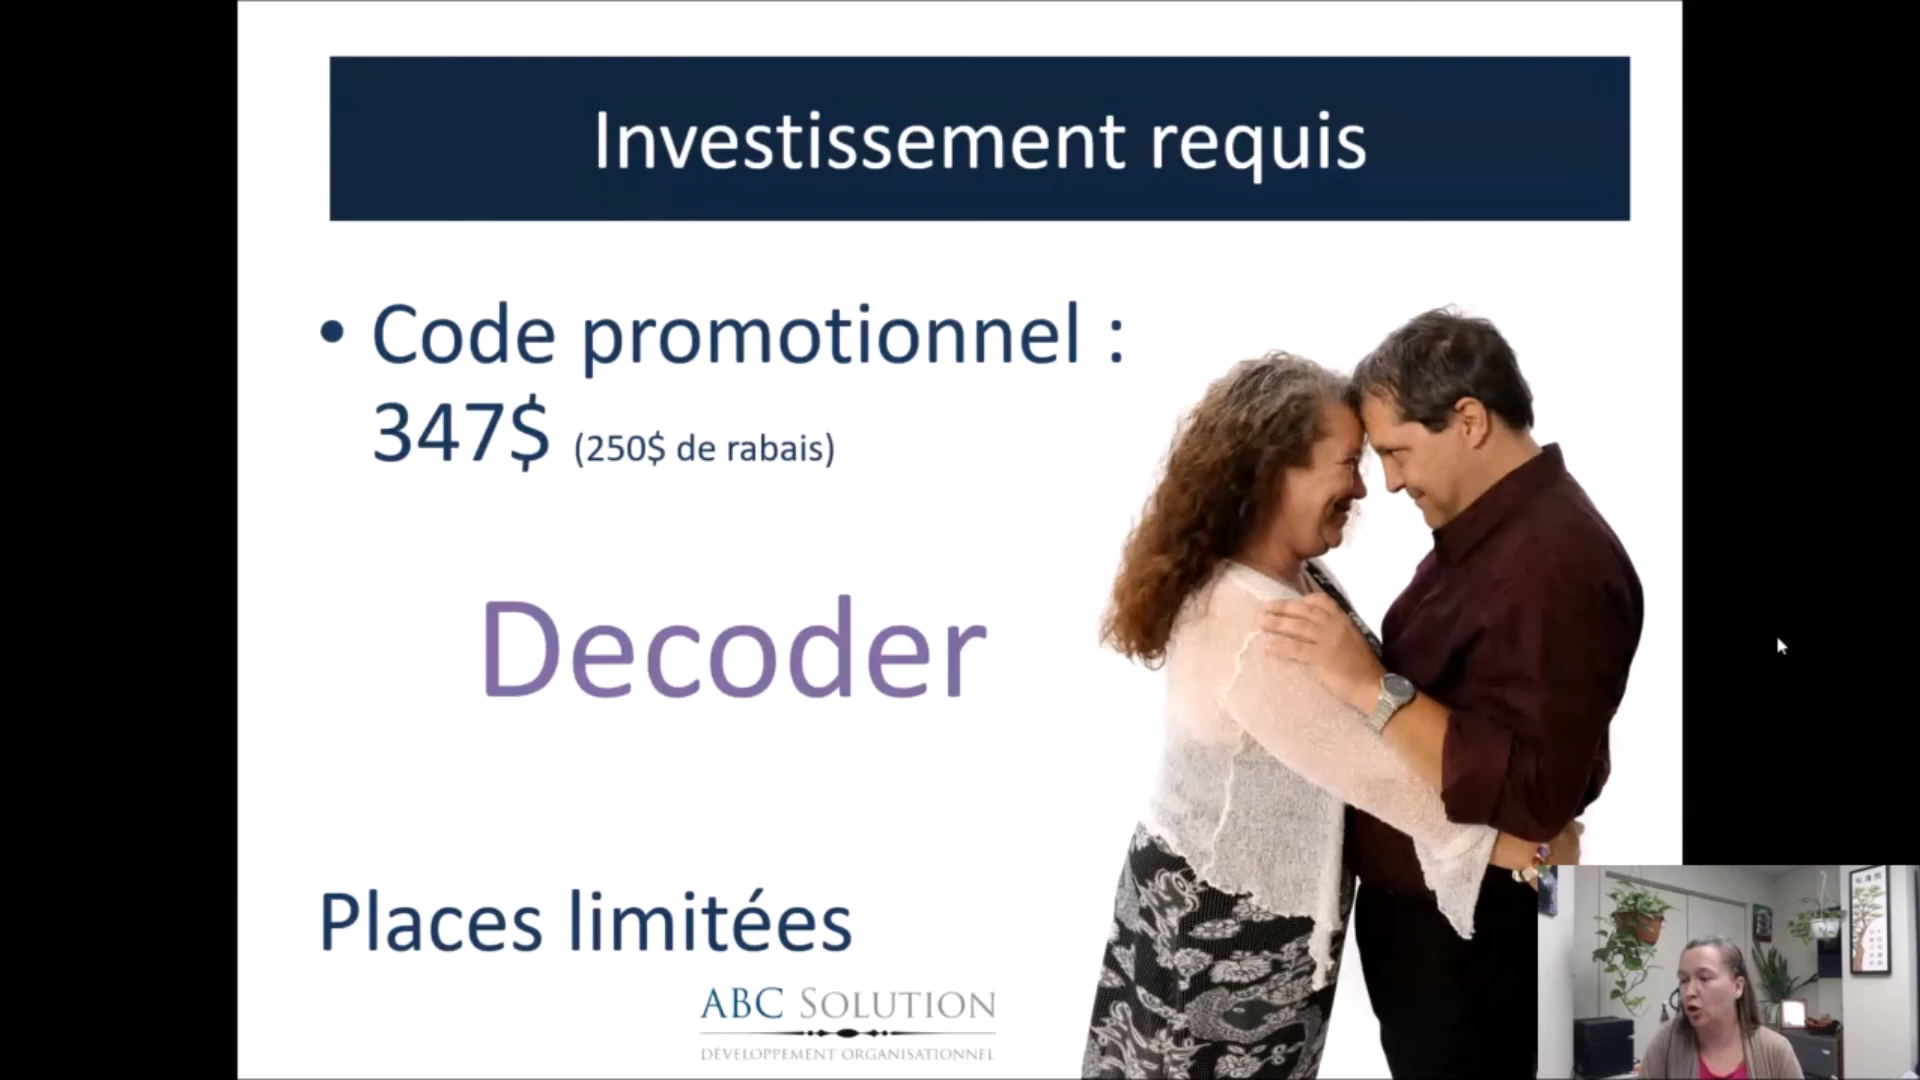 Investissement requis
• Code promotionnel :
347$ (250$ de rabais)
Decoder
Places limitées
ABC SOLUTION
DÉVELOPPEMENT ORGANISATIONNEL